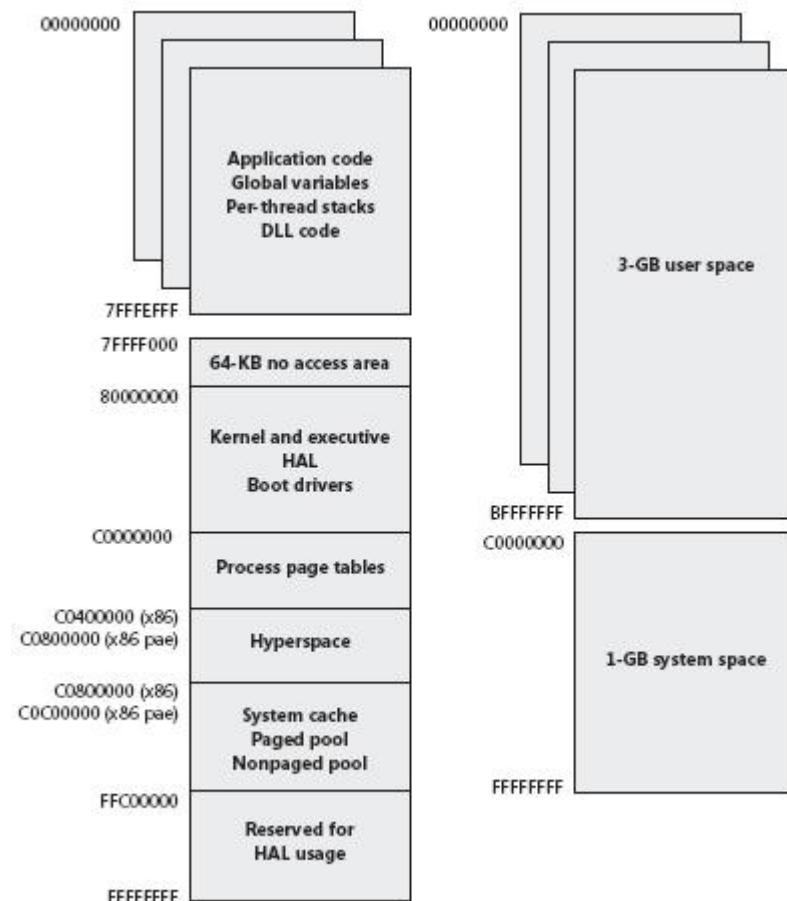 00000000
Application code
Global variables
Per-thread stacks
DLL code
7FFFEFFF
7FFFF000
64-KB no access area
80000000
Kernel and executive
HAL
Boot drivers
C0000000
Process page tables
C0400000 (x86)
C0800000 (x86 pae)
Hyperspace
C0800000 (x86)
C0C00000 (x86 pae)
System cache
Paged pool
Nonpaged pool
FFC00000
Reserved for
HAL usage
FFFFFFFF
00000000
3-GB user space
BFFFFFFF
C0000000
1-GB system space
FFFFFFFF